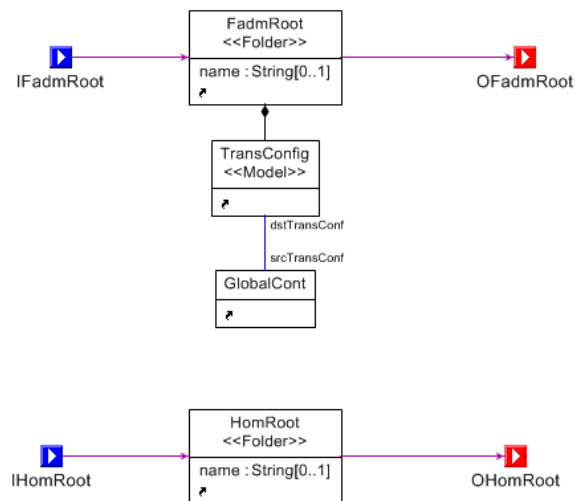 FadmRoot
<<Folder>>
name : String[0..1]
IFadmRoot
OFadmRoot
TransConfig
<<Model>>
dstTransConf
srcTransConf
GlobalCont
HomRoot
<<Folder>>
name : String[0..1]
IHomRoot
OHomRoot